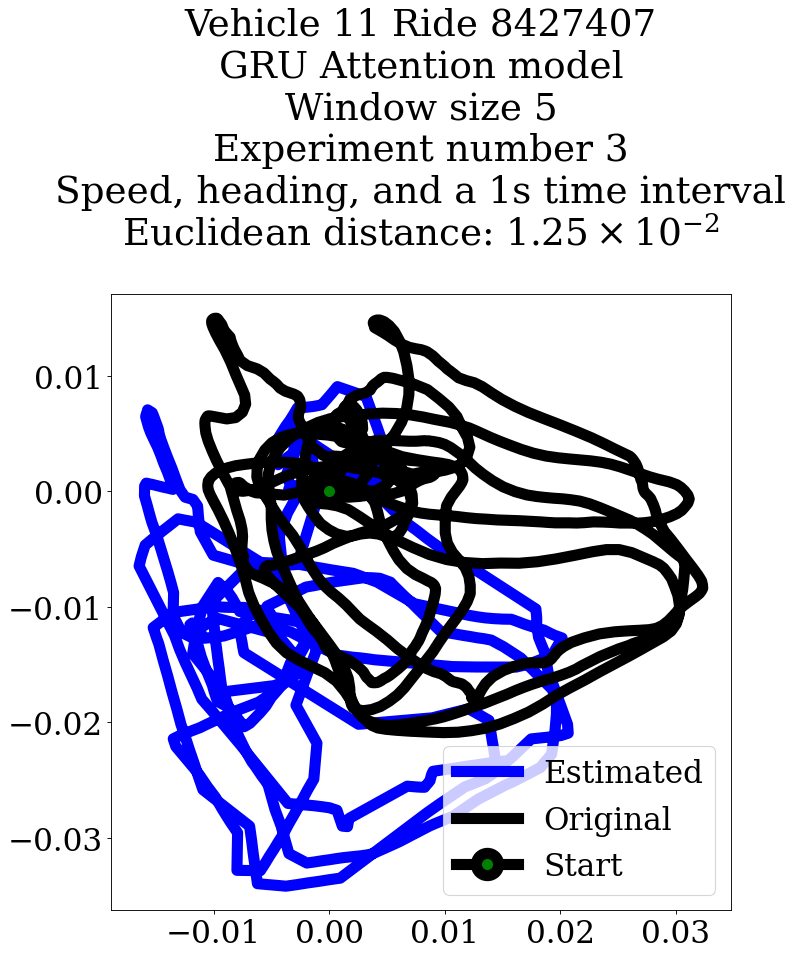 Vehicle 11 Ride 8427407
GRU Attention model
Window size 5
Experiment number 3
Speed, heading, and a 1s time interval
Euclidean distance: 1.25 × 10⁻²
0.01
0.00
−0.01
−0.02
−0.03
Estimated
Original
Start
−0.01 0.00 0.01 0.02 0.03